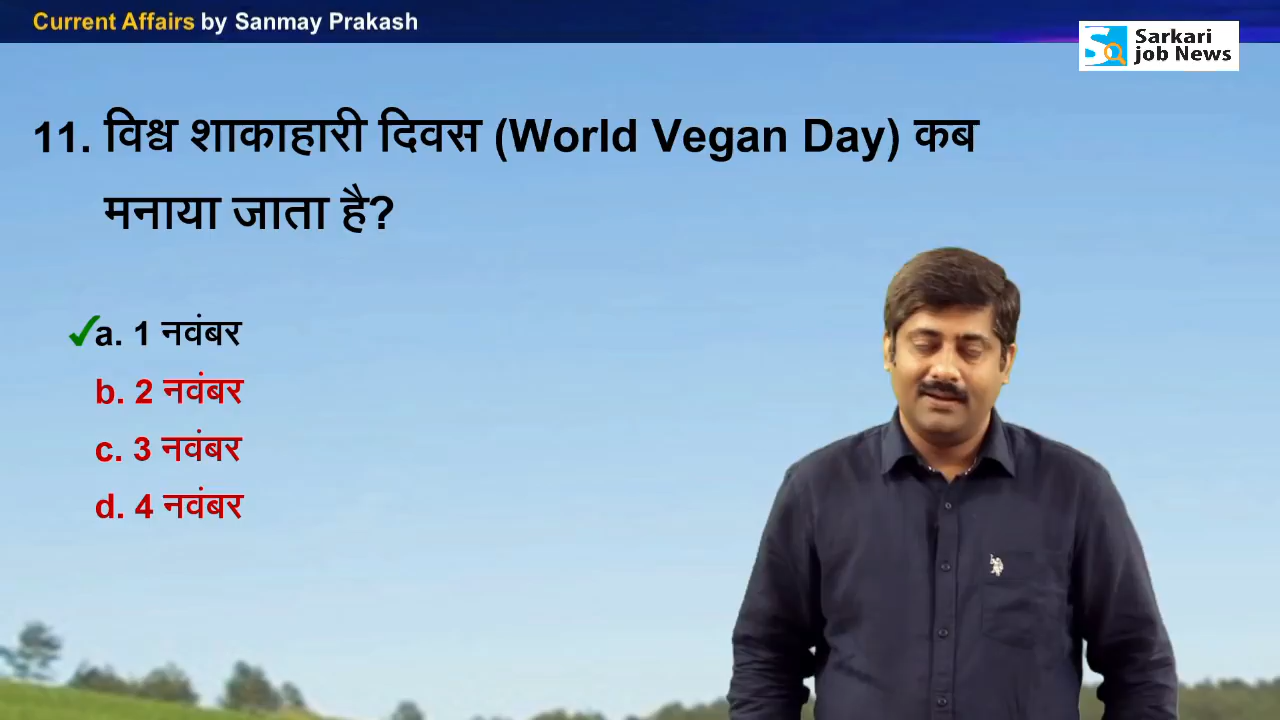 Current Affairs by Sanmay Prakash
Sarkari
Job News
11. विश्व शाकाहारी दिवस (World Vegan Day) कब
मनाया जाता है?
a. 1 नवंबर
b. 2 नवंबर
c. 3 नवंबर
d. 4 नवंबर